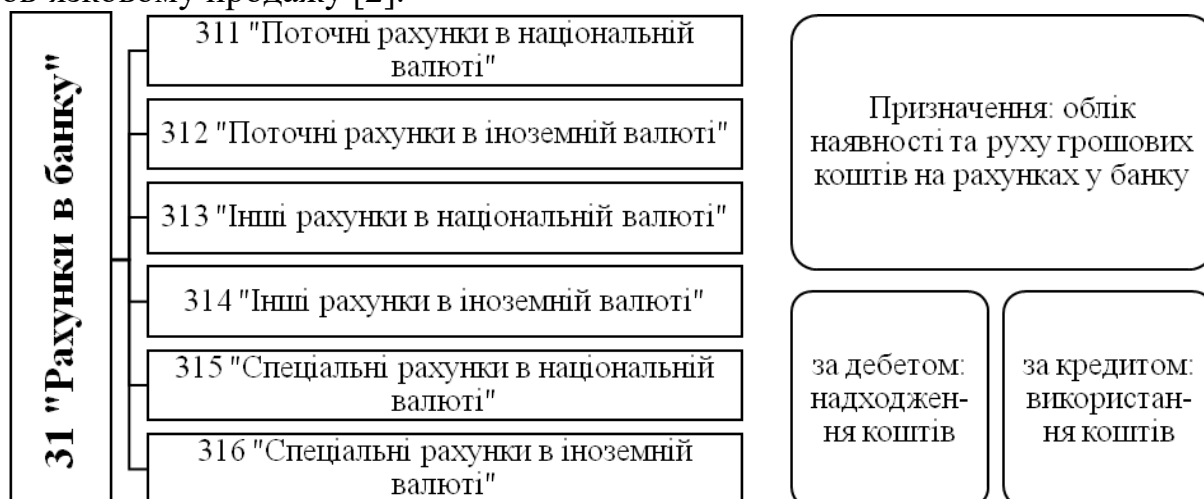 ов'язковому продажу [2].
31 "Рахунки в банку"
311 "Поточні рахунки в національній
валюті"
312 "Поточні рахунки в іноземній валюті"
313 "Інші рахунки в національній валюті"
314 "Інші рахунки в іноземній валюті"
315 "Спеціальні рахунки в національній
валюті"
316 "Спеціальні рахунки в іноземній
валюті"
Призначення: облік
наявності та руху грошових
коштів на рахунках у банку
за дебетом:
надходжен-
ня коштів
за кредитом:
використан-
ня коштів